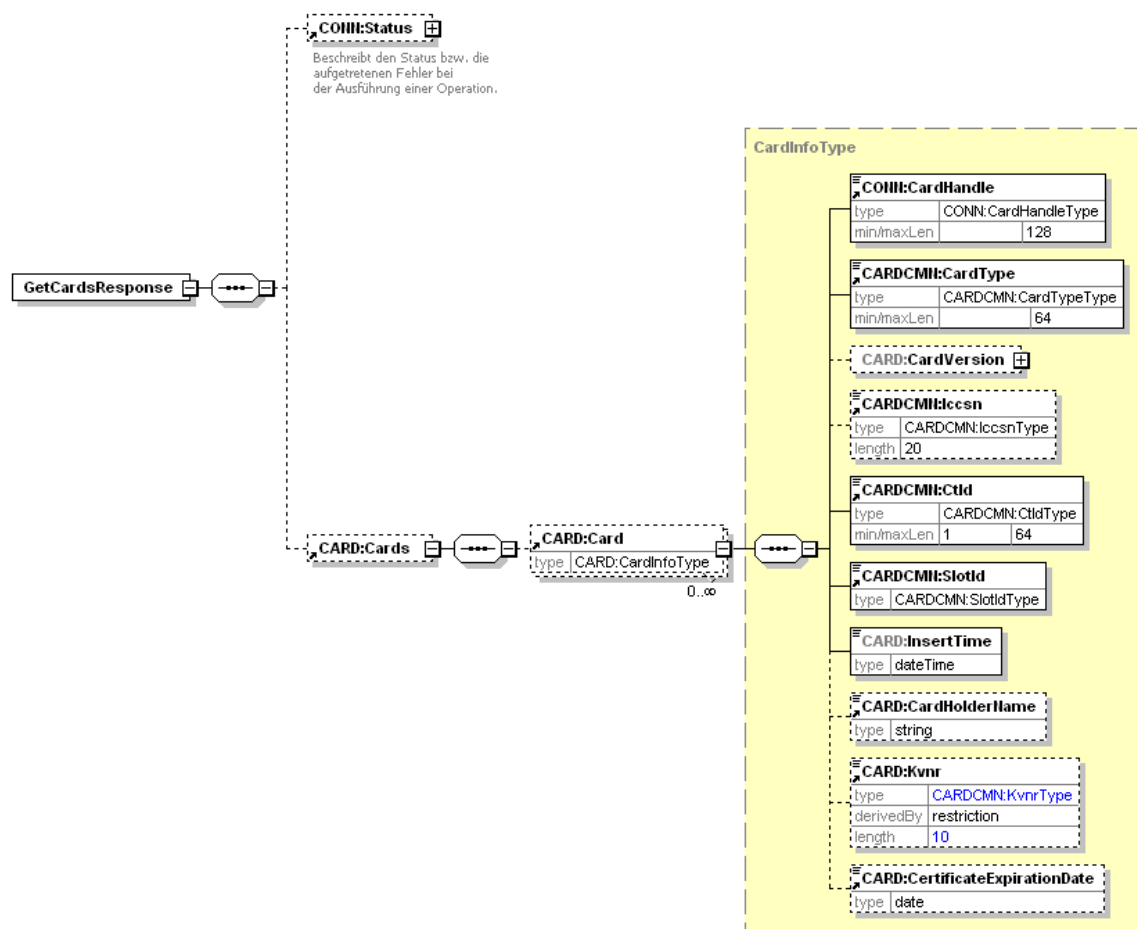 CONN:Status
Beschreibt den Status bzw. die
aufgetretenen Fehler bei
der Ausführung einer Operation.
CardInfoType
CONN:CardHandle
type CONN:CardHandleType
min/maxLen 128
GetCardsResponse
CARDCMN:CardType
type CARDCMN:CardTypeType
min/maxLen 64
CARD:CardVersion
CARDCMN:Iccsn
type CARDCMN:IccsnType
length 20
CARDCMN:CtId
type CARDCMN:CtIdType
min/maxLen 1 64
CARD:Cards
CARD:Card
type CARD:CardInfoType
0..∞
CARDCMN:SlotId
type CARDCMN:SlotIdType
CARD:InsertTime
type dateTime
CARD:CardHolderName
type string
CARD:Kvnr
type CARDCMN:KvnrType
derivedBy restriction
length 10
CARD:CertificateExpirationDate
type date